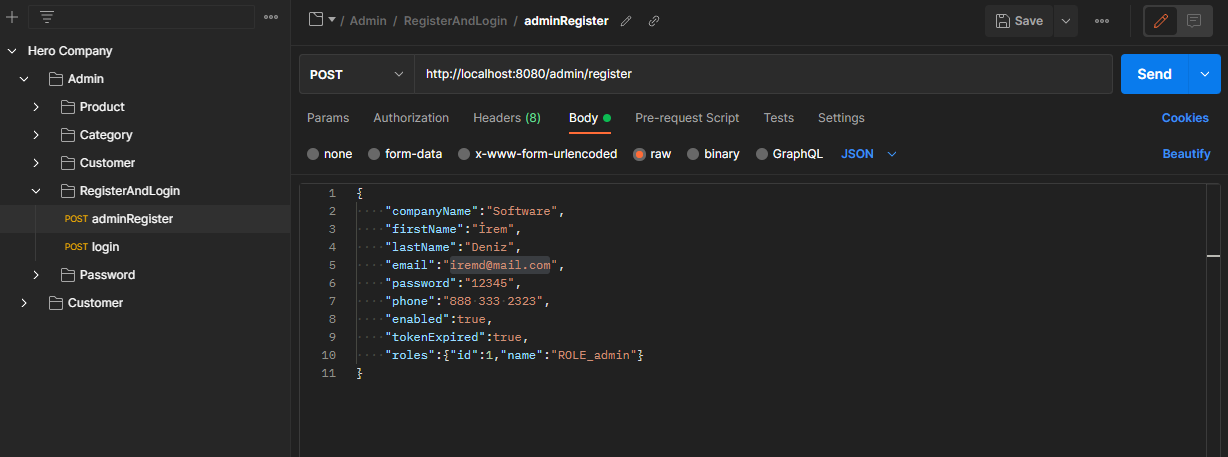 / Admin / RegisterAndLogin / adminRegister
Save
Hero Company
Admin
Product
Category
Customer
RegisterAndLogin
POST adminRegister
POST login
Password
Customer
POST
http://localhost:8080/admin/register
Send
Params Authorization Headers (8) Body Pre-request Script Tests Settings Cookies
none form-data x-www-form-urlencoded raw binary GraphQL JSON Beautify
1 {
2 "companyName":"Software",
3 "firstName":"İrem",
4 "lastName":"Deniz",
5 "email":"iremd@mail.com",
6 "password":"12345",
7 "phone":"888 333 2323",
8 "enabled":true,
9 "tokenExpired":true,
10 "roles":{"id":1,"name":"ROLE_admin"}
11 }